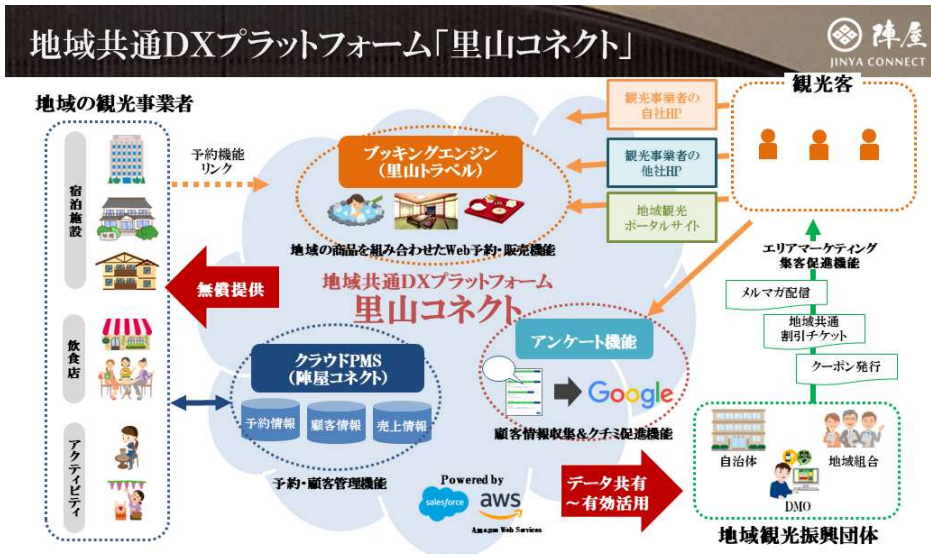 地域共通DXプラットフォーム「里山コネクト」
陣屋
JINYA CONNECT
地域の観光事業者
宿泊施設
飲食店
アクティビティ
予約機能
リンク
ブッキングエンジン
(里山トラベル)
地域の商品を組み合わせたWeb予約・販売機能
観光事業者の
自社HP
観光事業者の
他社HP
地域観光
ポータルサイト
観光客
無償提供
地域共通DXプラットフォーム
里山コネクト
クラウドPMS
(陣屋コネクト)
予約情報
顧客情報
売上情報
予約・顧客管理機能
アンケート機能
Google
顧客情報収集&クチミ促進機能
Powered by
salesforce
aws
Amazon Web Services
データ共有
～有効活用
エリアマーケティング
集客促進機能
メルマガ配信
地域共通
割引チケット
クーポン発行
自治体
地域組合
DMO
地域観光振興団体